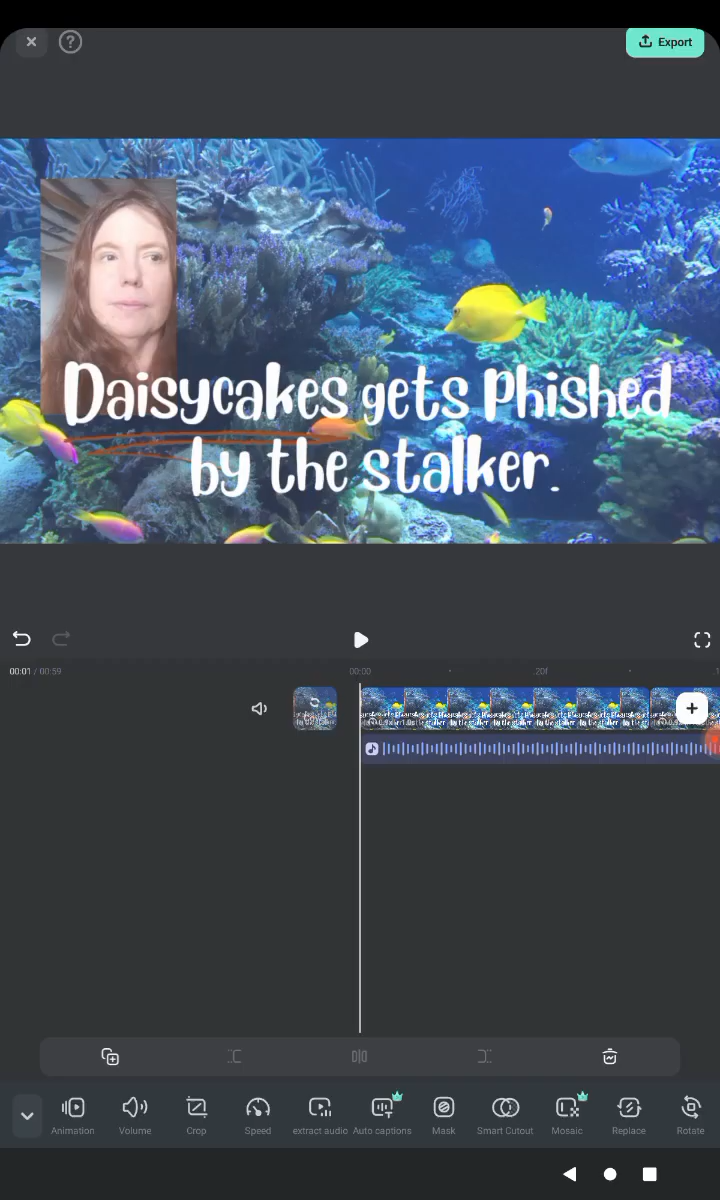 Export
Daisycakes gets Phished
by the stalker.
00:01 / 00:59
00:00
20f
Animation
Volume
Crop
Speed
extract audio
Auto captions
Mask
Smart Cutout
Mosaic
Replace
Rotate